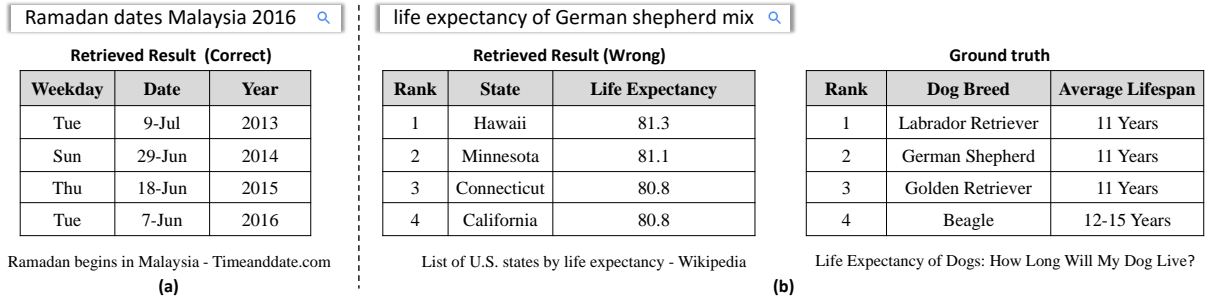 Ramadan dates Malaysia 2016
Retrieved Result (Correct)
Weekday Date Year
Tue 9-Jul 2013
Sun 29-Jun 2014
Thu 18-Jun 2015
Tue 7-Jun 2016
Ramadan begins in Malaysia - Timeanddate.com
(a)
life expectancy of German shepherd mix
Retrieved Result (Wrong)
Rank State Life Expectancy
1 Hawaii 81.3
2 Minnesota 81.1
3 Connecticut 80.8
4 California 80.8
List of U.S. states by life expectancy - Wikipedia
Ground truth
Rank Dog Breed Average Lifespan
1 Labrador Retriever 11 Years
2 German Shepherd 11 Years
3 Golden Retriever 11 Years
4 Beagle 12-15 Years
Life Expectancy of Dogs: How Long Will My Dog Live?
(b)